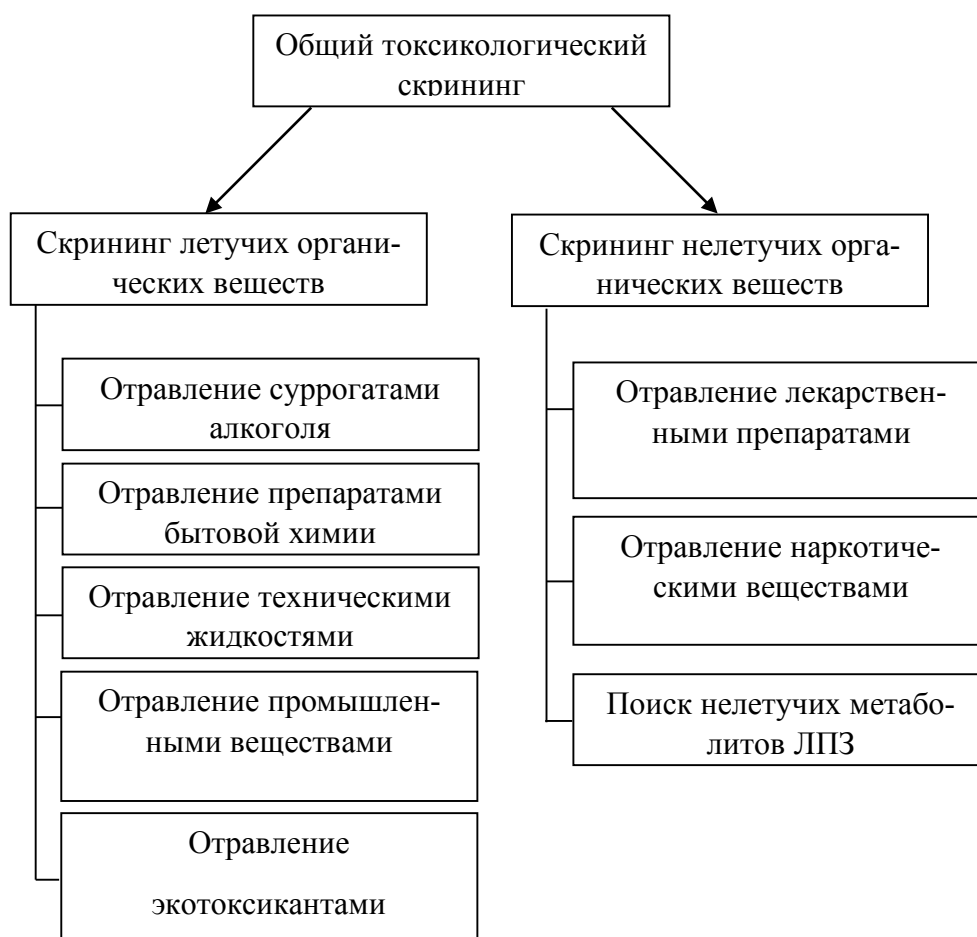 Общий токсикологический
скрининг
Скрининг летучих органи-
ческих веществ
Отравление суррогатами
алкоголя
Отравление препаратами
бытовой химии
Отравление техническими
жидкостями
Отравление промышлен-
ными веществами
Отравление
экотоксикантами
Скрининг нелетучих орга-
нических веществ
Отравление лекарствен-
ными препаратами
Отравление наркотиче-
скими веществами
Поиск нелетучих метабо-
литов ЛПЗ